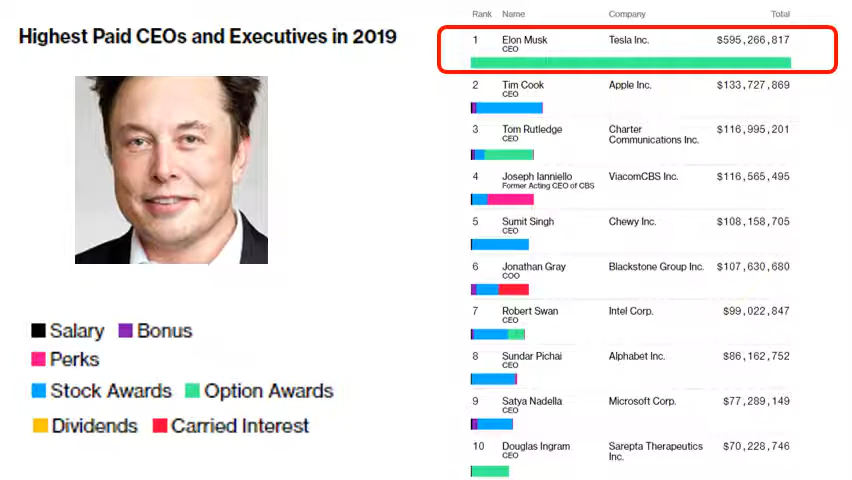 Highest Paid CEOs and Executives in 2019
Salary Bonus
Perks
Stock Awards Option Awards
Dividends Carried Interest
Rank Name Company Total
1 Elon Musk Tesla Inc. $595,266,817
CEO
2 Tim Cook Apple Inc. $133,727,869
CEO
3 Tom Rutledge Charter $116,995,201
CEO Communications Inc.
4 Joseph Ianniello ViacomCBS Inc. $116,565,495
Former Acting CEO of CBS
5 Sumit Singh Chewy Inc. $108,158,705
CEO
6 Jonathan Gray Blackstone Group Inc. $107,630,680
COO
7 Robert Swan Intel Corp. $99,022,847
CEO
8 Sundar Pichai Alphabet Inc. $86,162,752
CEO
9 Satya Nadella Microsoft Corp. $77,289,149
CEO
10 Douglas Ingram Sarepta Therapeutics $70,228,746
CEO Inc.